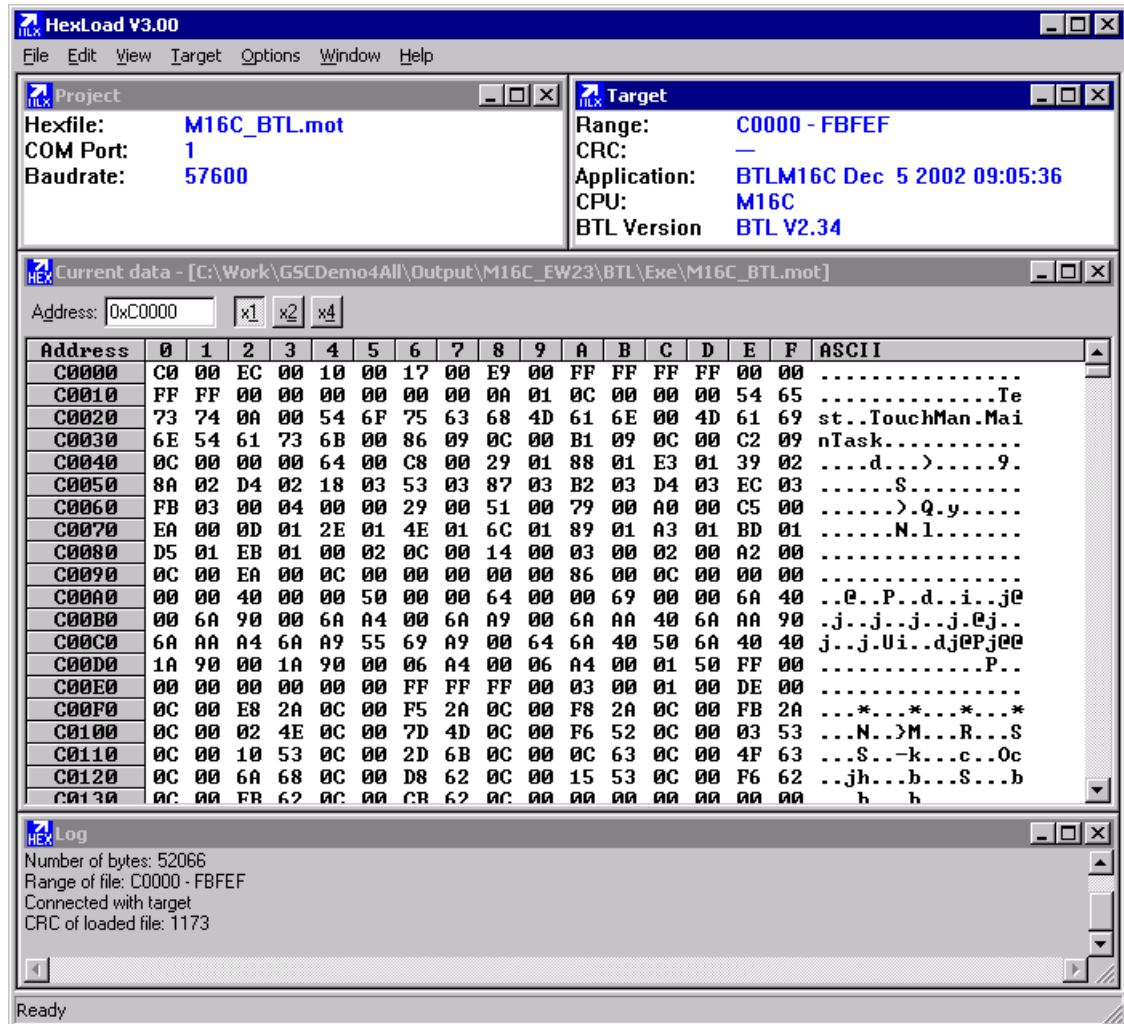 HexLoad V3.00
File Edit View Target Options Window Help
Project
Hexfile: M16C_BTL.mot
COM Port: 1
Baudrate: 57600
Target
Range: C0000 - FBFEF
CRC: —
Application: BTLM16C Dec 5 2002 09:05:36
CPU: M16C
BTL Version BTL V2.34
Current data - [C:\Work\GSCDemo4All\Output\M16C_EW23\BTL\Exe\M16C_BTL.mot]
Address: 0xC0000 x1 x2 x4
Address 0 1 2 3 4 5 6 7 8 9 A B C D E F ASCII
C0000 C0 00 EC 00 10 00 17 00 E9 00 FF FF FF FF 00 00 ................
C0010 FF FF 00 00 00 00 00 00 0A 01 0C 00 00 00 54 65 ..............Te
C0020 73 74 0A 00 54 6F 75 63 68 4D 61 6E 00 4D 61 69 st..TouchMan.Mai
C0030 6E 54 61 73 6B 00 86 09 0C 00 B1 09 0C 00 C2 09 nTask...........
C0040 0C 00 00 00 64 00 C8 00 29 01 88 01 E3 01 39 02 ....d...>.....9.
C0050 8A 02 D4 02 18 03 53 03 87 03 B2 03 D4 03 EC 03 ......S.........
C0060 FB 03 00 04 00 00 29 00 51 00 79 00 A0 00 C5 00 ......>.Q.y.....
C0070 EA 00 0D 01 2E 01 4E 01 6C 01 89 01 A3 01 BD 01 ......N.l.......
C0080 D5 01 EB 01 00 02 0C 00 14 00 03 00 02 00 A2 00 ................
C0090 0C 00 EA 00 0C 00 00 00 00 00 86 00 0C 00 00 00 ................
C00A0 00 00 40 00 00 50 00 00 64 00 00 69 00 00 6A 40 ..@..P..d..i..j@
C00B0 00 6A 90 00 6A A4 00 6A A9 00 6A AA 40 6A AA 90 .j..j..j..j.@j..
C00C0 6A AA A4 6A A9 55 69 A9 00 64 6A 40 50 6A 40 40 j..j.Ui..dj@Pj@@
C00D0 1A 90 00 1A 90 00 06 A4 00 06 A4 00 01 50 FF 00 .............P..
C00E0 00 00 00 00 00 00 FF FF FF 00 03 00 01 00 DE 00 ................
C00F0 0C 00 E8 2A 0C 00 F5 2A 0C 00 F8 2A 0C 00 FB 2A ...*...*...*...*
C0100 0C 00 02 4E 0C 00 7D 4D 0C 00 F6 52 0C 00 03 53 ...N..>M...R...S
C0110 0C 00 10 53 0C 00 2D 6B 0C 00 0C 63 0C 00 4F 63 ...S..-k...c..Oc
C0120 0C 00 6A 68 0C 00 D8 62 0C 00 15 53 0C 00 F6 62 ..jh...b...S...b
C0130 0C 00 FB 62 0C 00 CB 62 0C 00 00 00 00 00 00 00
Log
Number of bytes: 52066
Range of file: C0000 - FBFEF
Connected with target
CRC of loaded file: 1173
Ready